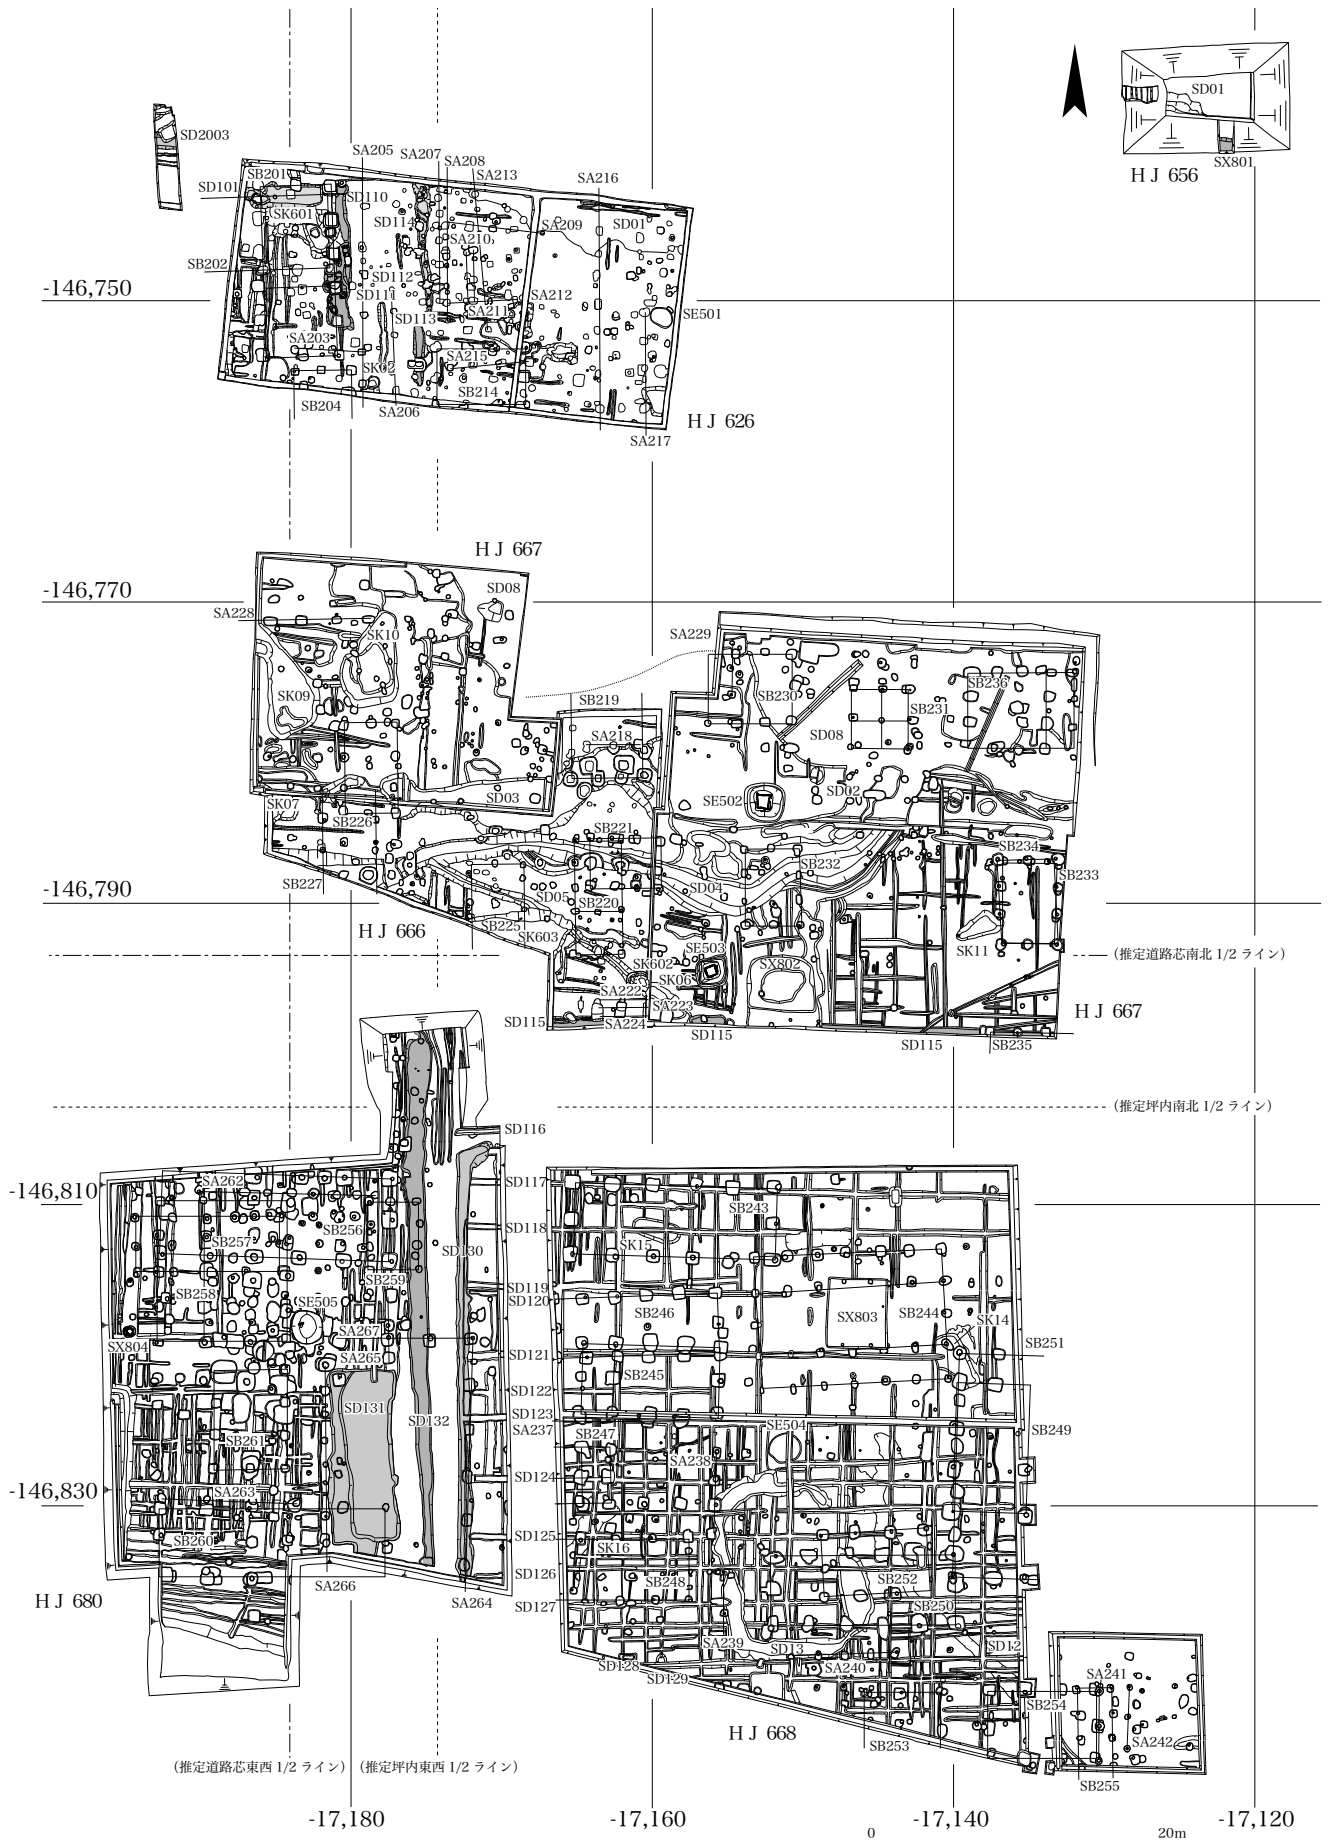 SD2003
SD01
SX801
HJ 656
SA205
SA207
SA208
SA213
SA216
SB201
SD101
SD110
SK601
SD114
SA209
SD01
SA210
SB202
SD112
SD111
SA212
-146,750
SD113
SA211
SE501
SA203
SA215
SK02
SB214
SB204
SA206
HJ 626
SA217
HJ 667
-146,770
SD08
SA228
SK10
SA229
SK09
SB219
SB230
SB236
SB231
SA218
SD08
SK07
SD03
SE502
SD02
SB226
SB221
SB234
SB232
SB233
SB227
SD04
-146,790
SD05
SB220
SB225
HJ 666
SK603
SE503
SK11
SK602
SX802
(推定道路芯南北 1/2 ライン)
SK06
SA222
SA223
HJ 667
SD115
SA224
SD115
SD115
SB235
(推定坪内南北 1/2 ライン)
SD116
-146,810
SA262
SD117
SB243
SB256
SD118
SB257
SK15
SD130
SB259
SD119
SB258
SD120
SE505
SB246
SX803
SB244
SK14
SA267
SX804
SD121
SB251
SA265
SB245
SD122
SD131
SD132
SD123
SE504
SA237
SB247
SB249
SB261
SA238
SD124
-146,830
SA263
SB260
SD125
SK16
SD126
SA266
SB248
SB252
HJ 680
SA264
SD127
SB250
SA239
SD13
SD12
SD128
SA240
SD129
SA241
SB254
HJ 668
SA242
SB253
(推定道路芯東西 1/2 ライン)
(推定坪内東西 1/2 ライン)
SB255
-17,180
-17,160
-17,140
-17,120
0
20m